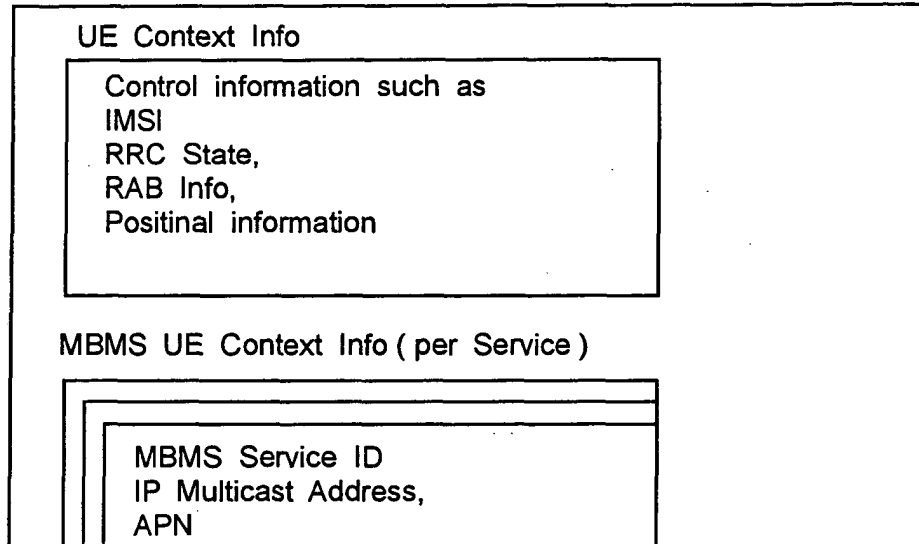 UE Context Info
Control information such as
IMSI
RRC State,
RAB Info,
Positinal information
MBMS UE Context Info ( per Service )
MBMS Service ID
IP Multicast Address,
APN